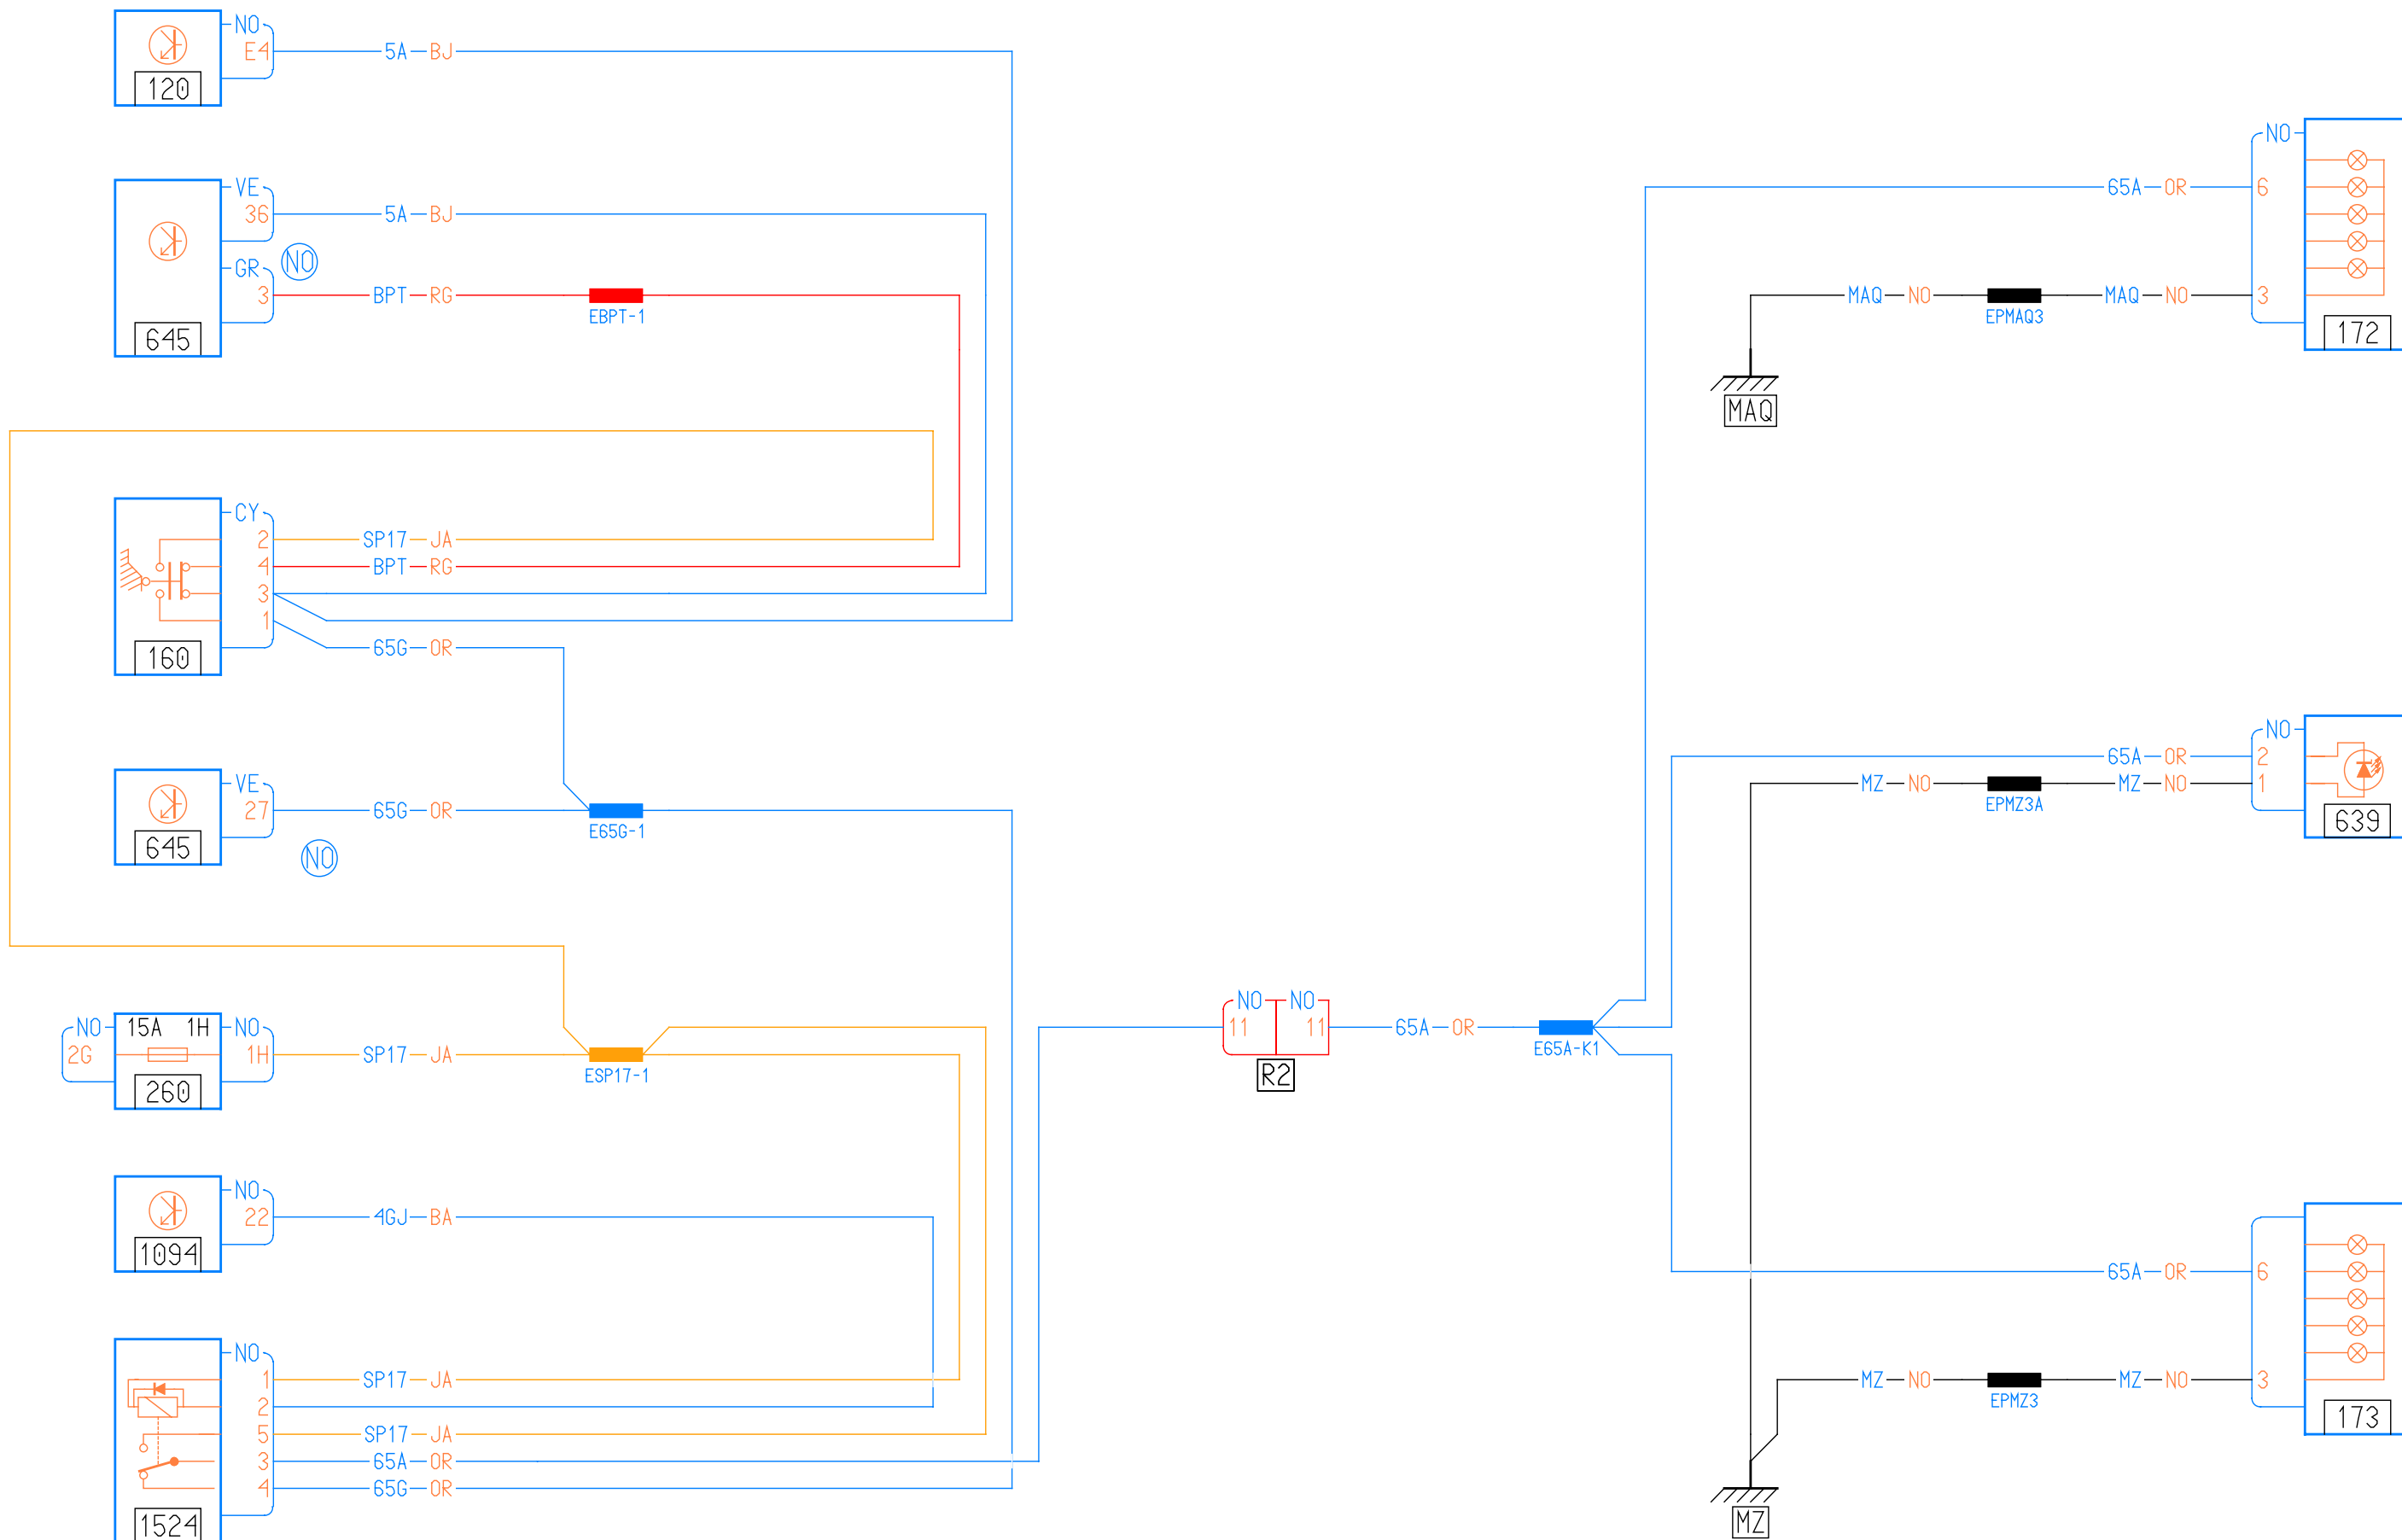 NO
E4 5A BJ
120
VE
36 5A BJ
NO
GR
3 BPT RG
EBPT-1
645
CY
2 SP17 JA
4 BPT RG
3
1
65G OR
160
VE
27 65G OR
E65G-1
645
NO
NO 15A 1H NO
2G 1H SP17 JA
ESP17-1
260
NO
22 4GJ BA
1094
NO
1 SP17 JA
2
5 SP17 JA
3 65A OR
4 65G OR
1524
NO NO
11 11 65A OR
E65A-K1
R2
NO
65A OR 6
MAQ NO MAQ NO 3
EPMAQ3
172
MAQ
NO
65A OR 2
MZ NO MZ NO 1
EPMZ3A
639
65A OR 6
MZ NO MZ NO 3
EPMZ3
173
MZ